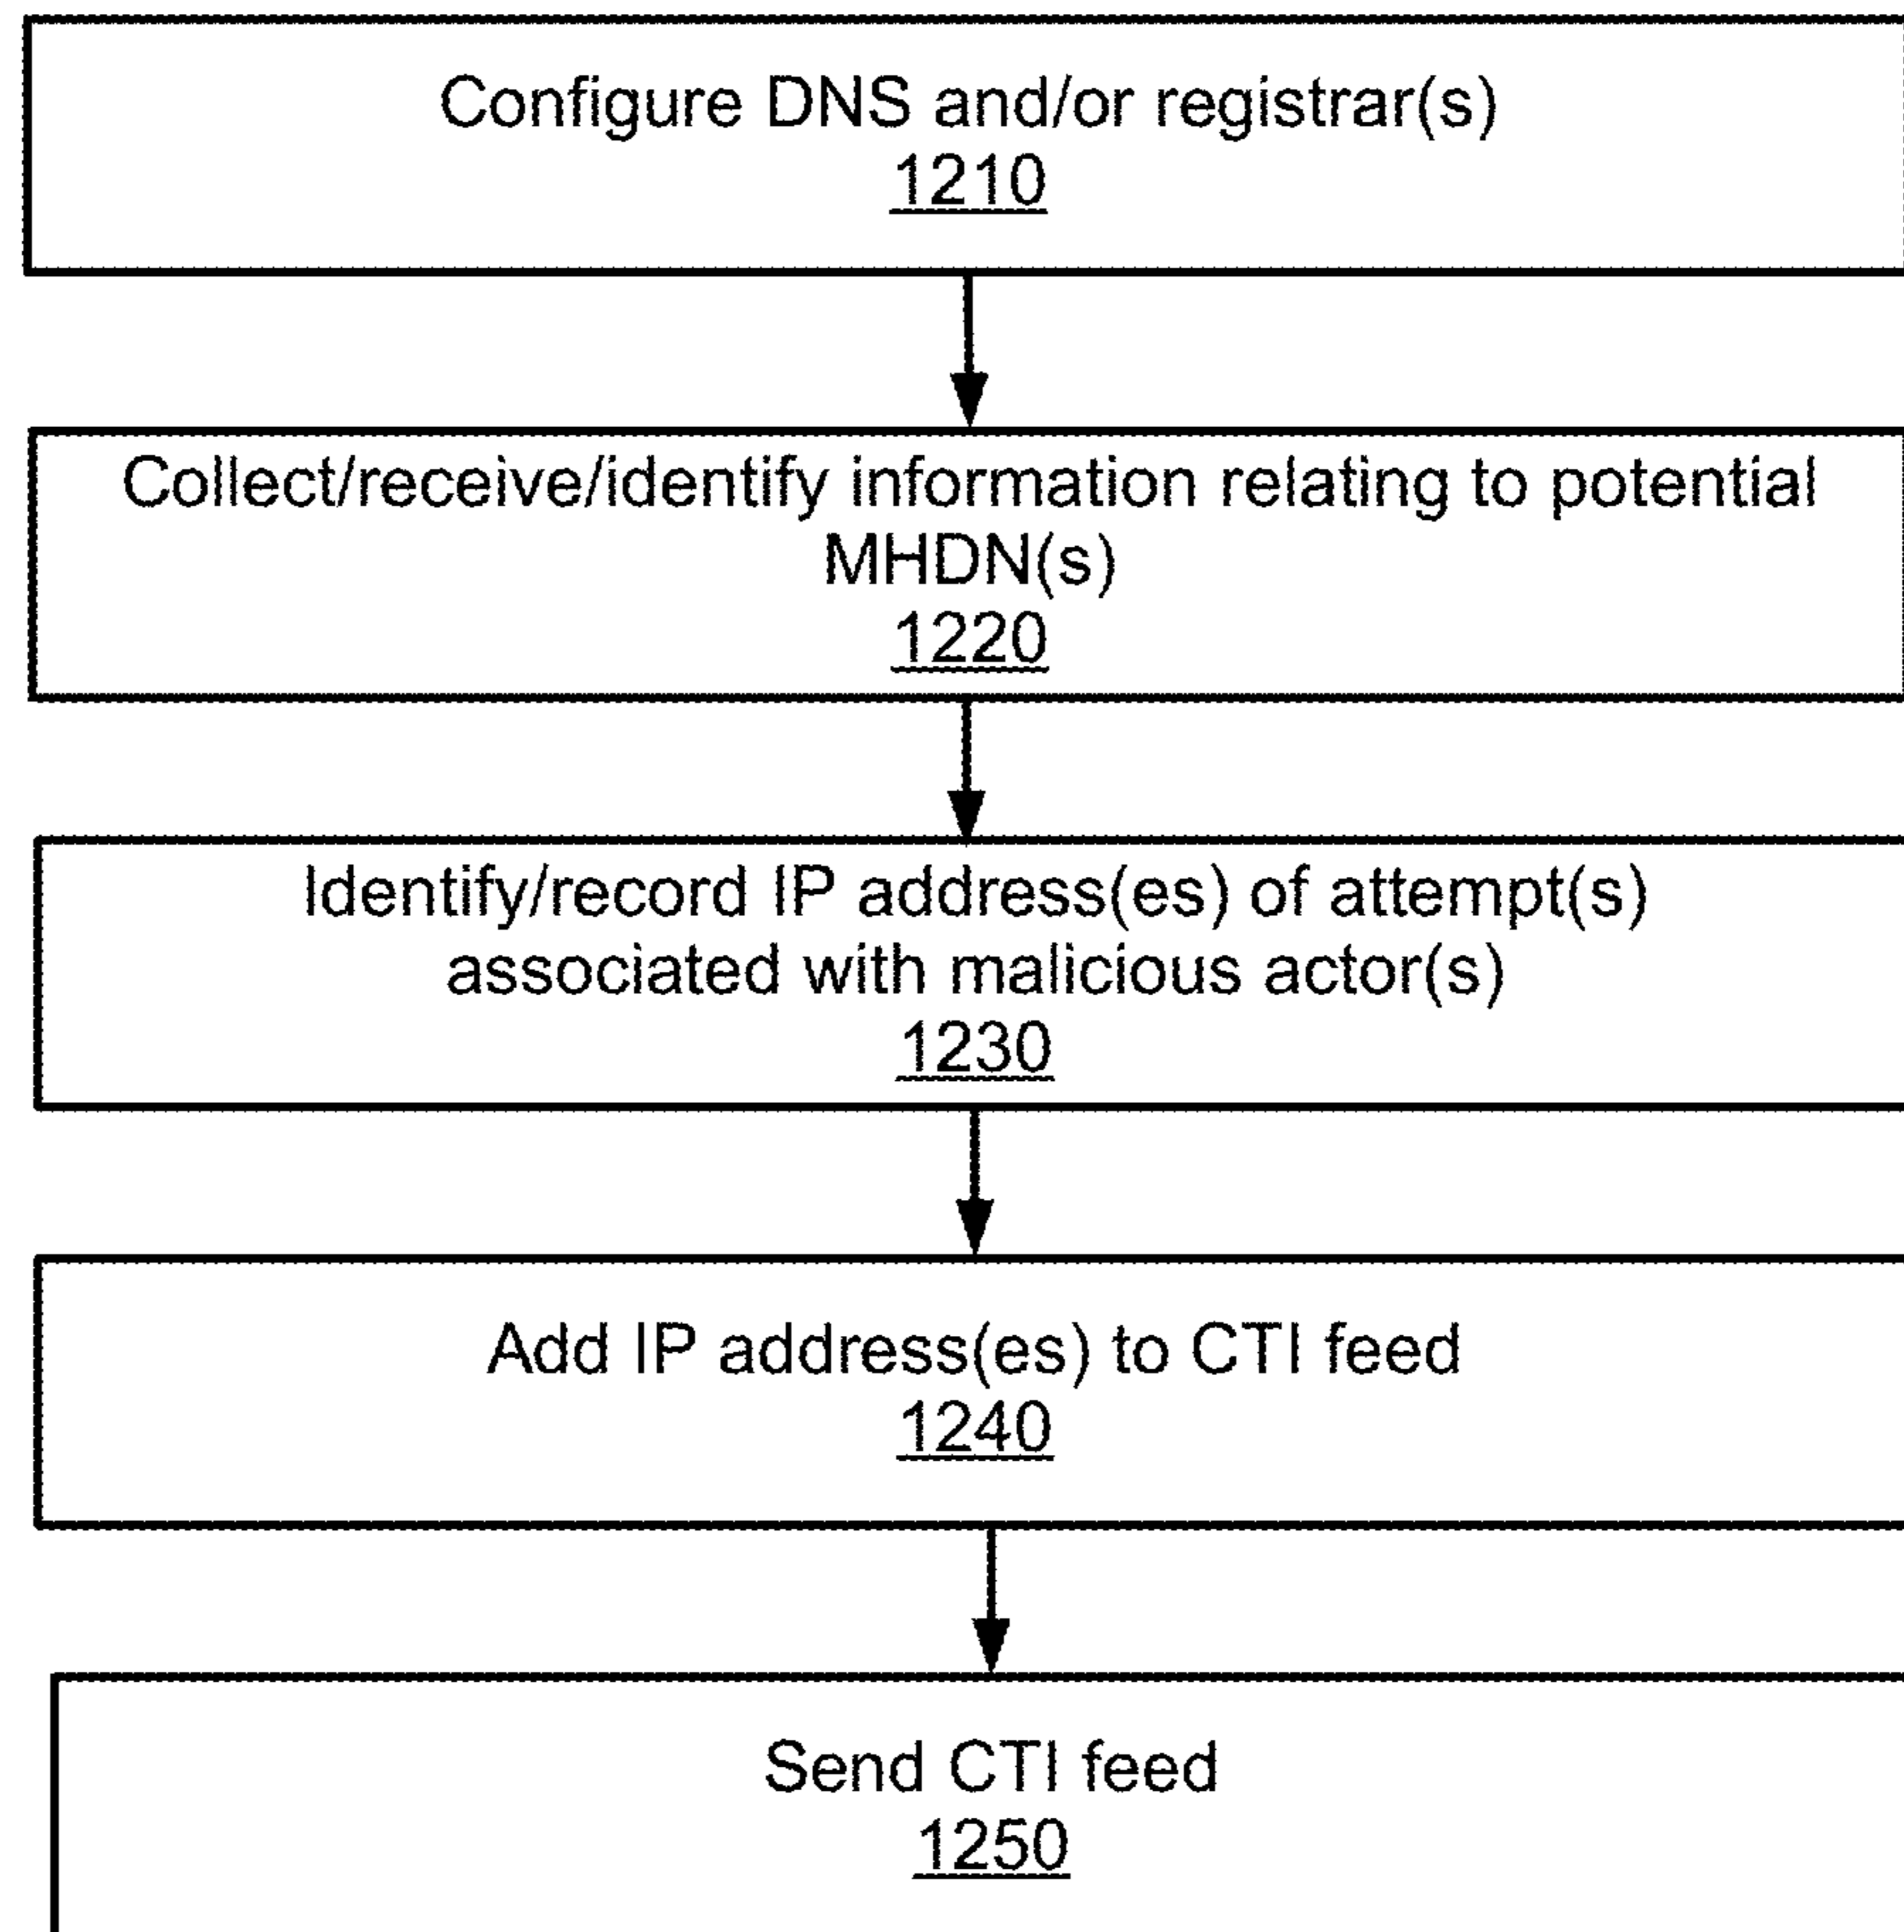 Configure DNS and/or registrar(s)
1210
Collect/receive/identify information relating to potential
MHDN(s)
1220
Identify/record IP address(es) of attempt(s)
associated with malicious actor(s)
1230
Add IP address(es) to CTI feed
1240
Send CTI feed
1250